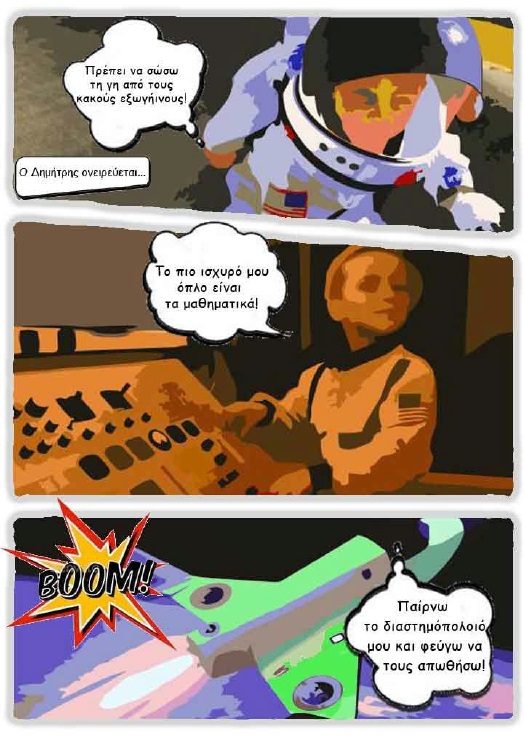 Πρέπει να σώσω
τη γη από τους
κακούς εξωγήινους!
Ο Δημήτρης ονειρεύεται...
Το πιο ισχυρό μου
όπλο είναι
τα μαθηματικά!
BOOM!
Παίρνω
το διαστημόπολοιό
μου και φεύγω να
τους απωθήσω!